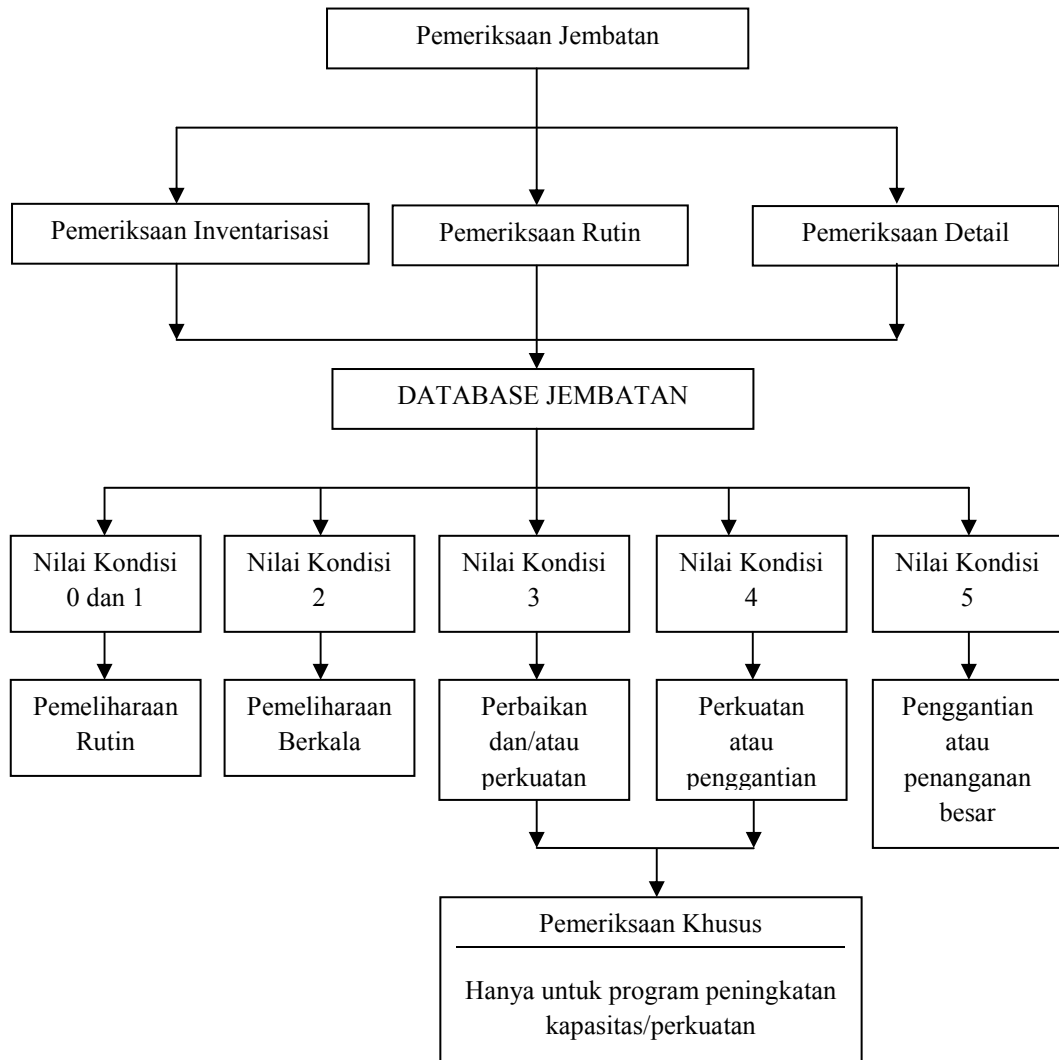 Pemeriksaan Jembatan
Pemeriksaan Inventarisasi
Pemeriksaan Rutin
Pemeriksaan Detail
DATABASE JEMBATAN
Nilai Kondisi
0 dan 1
Nilai Kondisi
2
Nilai Kondisi
3
Nilai Kondisi
4
Nilai Kondisi
5
Pemeliharaan
Rutin
Pemeliharaan
Berkala
Perbaikan
dan/atau
perkuatan
Perkuatan
atau
penggantian
Penggantian
atau
penanganan
besar
Pemeriksaan Khusus
Hanya untuk program peningkatan
kapasitas/perkuatan